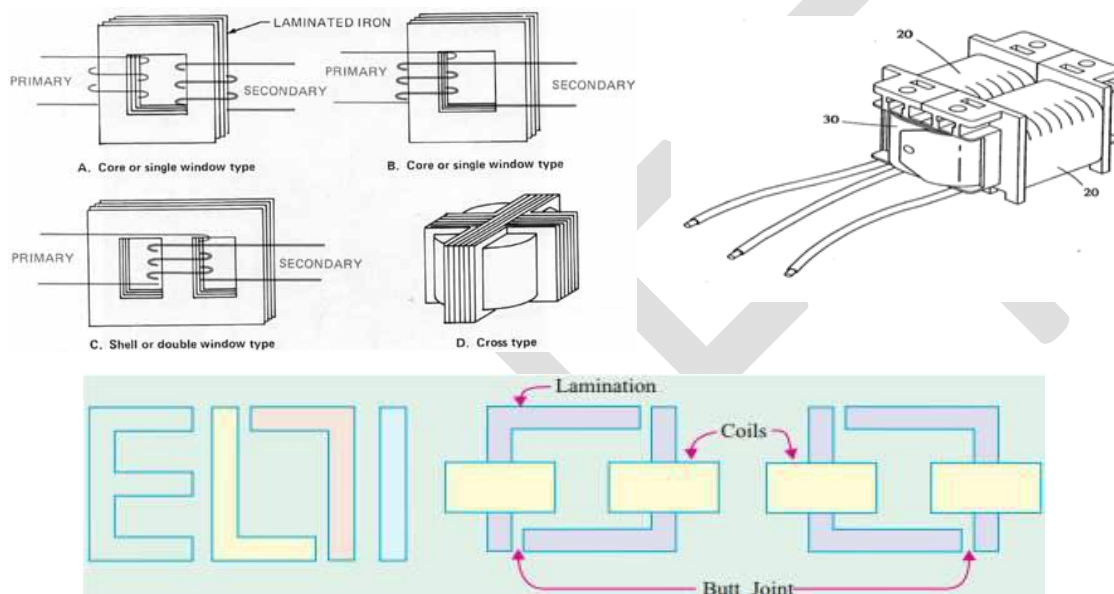 LAMINATED IRON
PRIMARY
SECONDARY
PRIMARY
SECONDARY
A. Core or single window type
B. Core or single window type
PRIMARY
SECONDARY
C. Shell or double window type
D. Cross type
20
30
20
Lamination
Coils
Butt Joint